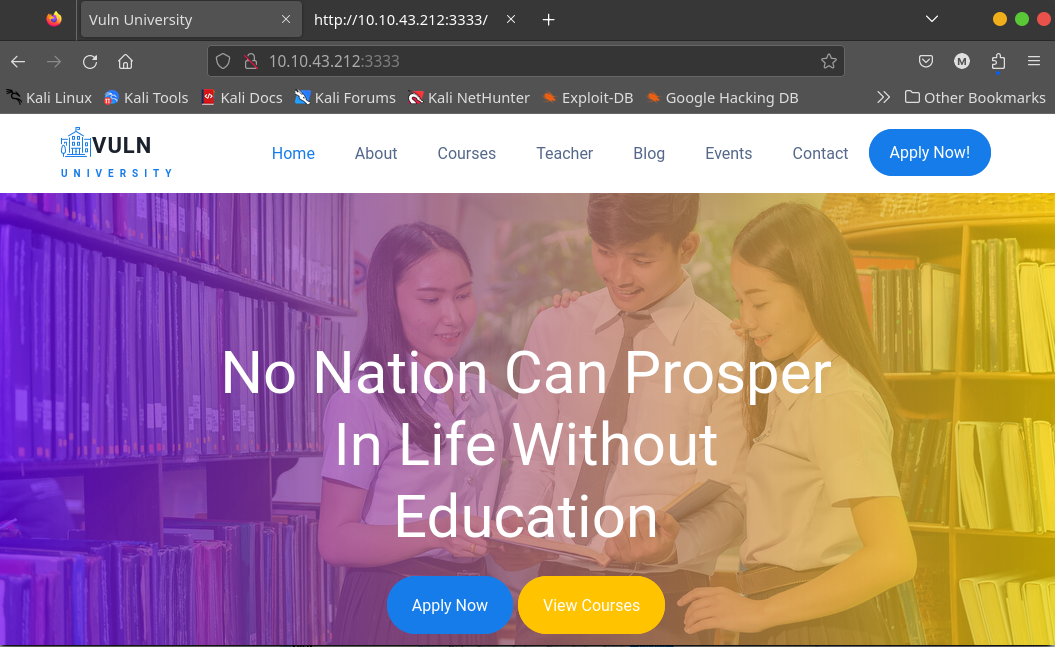 Vuln University
http://10.10.43.212:3333/
10.10.43.212:3333
M
Kali Linux Kali Tools Kali Docs Kali Forums Kali NetHunter Exploit-DB Google Hacking DB Other Bookmarks
VULN
UNIVERSITY
Home About Courses Teacher Blog Events Contact Apply Now!
No Nation Can Prosper
In Life Without
Education
Apply Now View Courses